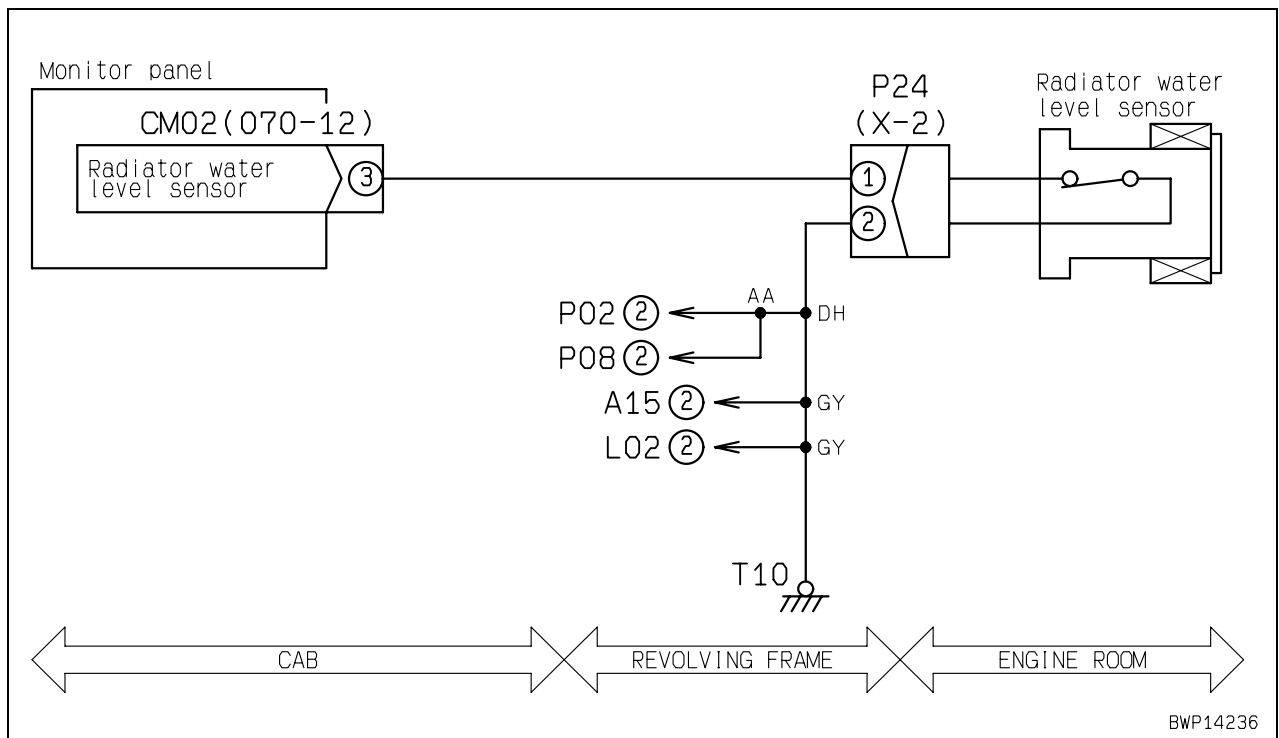 Monitor panel
CM02(070-12)
Radiator water
level sensor
3
P24
(X-2)
1
2
Radiator water
level sensor
P02 2
AA
DH
P08 2
A15 2
GY
L02 2
GY
T10
CAB
REVOLVING FRAME
ENGINE ROOM
BWP14236